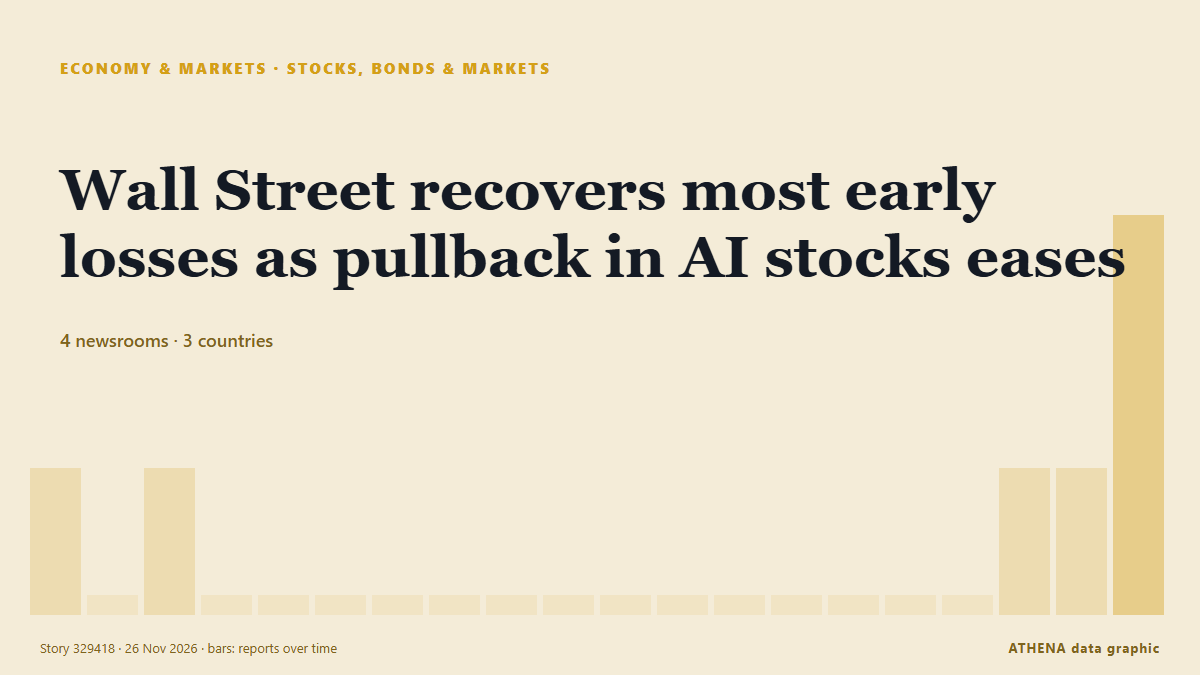 ECONOMY & MARKETS · STOCKS, BONDS & MARKETS
Wall Street recovers most early
losses as pullback in AI stocks eases
4 newsrooms · 3 countries
Story 329418 · 26 Nov 2026 · bars: reports over time
ATHENA data graphic